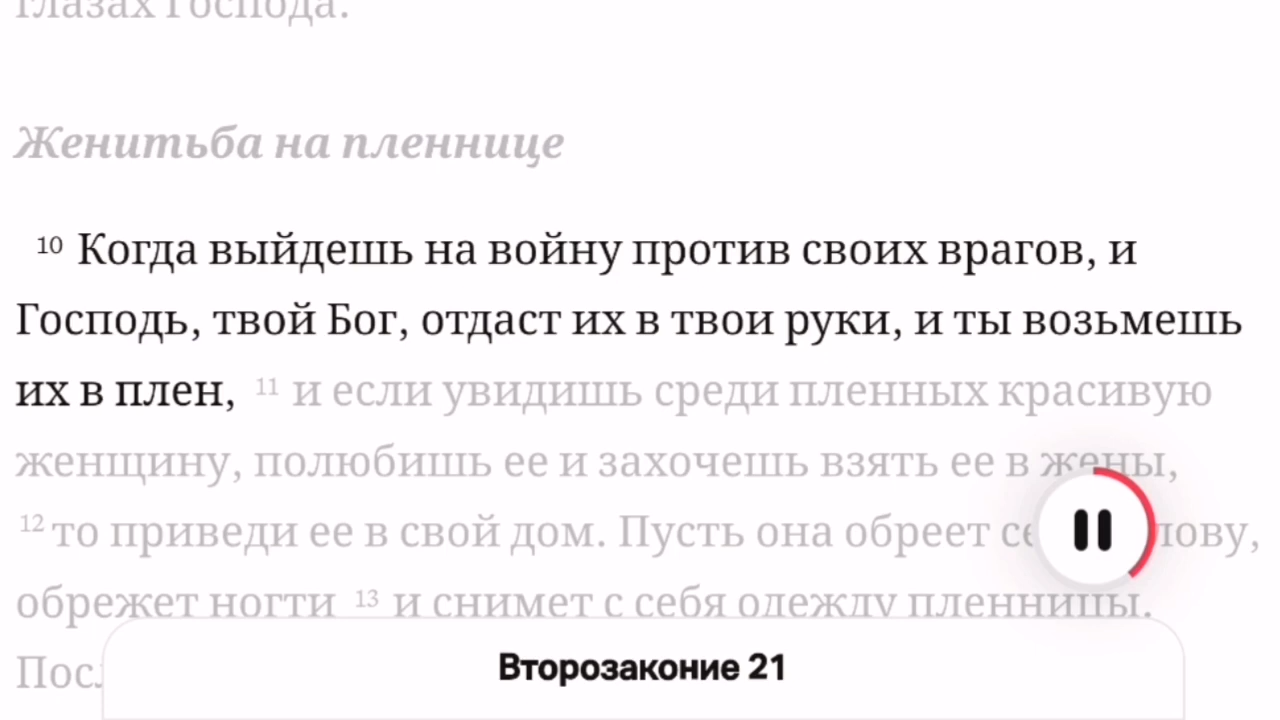 глазах Господа.
Женитьба на пленнице
10 Когда выйдешь на войну против своих врагов, и
Господь, твой Бог, отдаст их в твои руки, и ты возьмешь
их в плен, 11 и если увидишь среди пленных красивую
женщину, полюбишь ее и захочешь взять ее в жены,
12 то приведи ее в свой дом. Пусть она обреет
обрежет ногти 13 и снимет с себя одежду пленницы.
Второзаконие 21